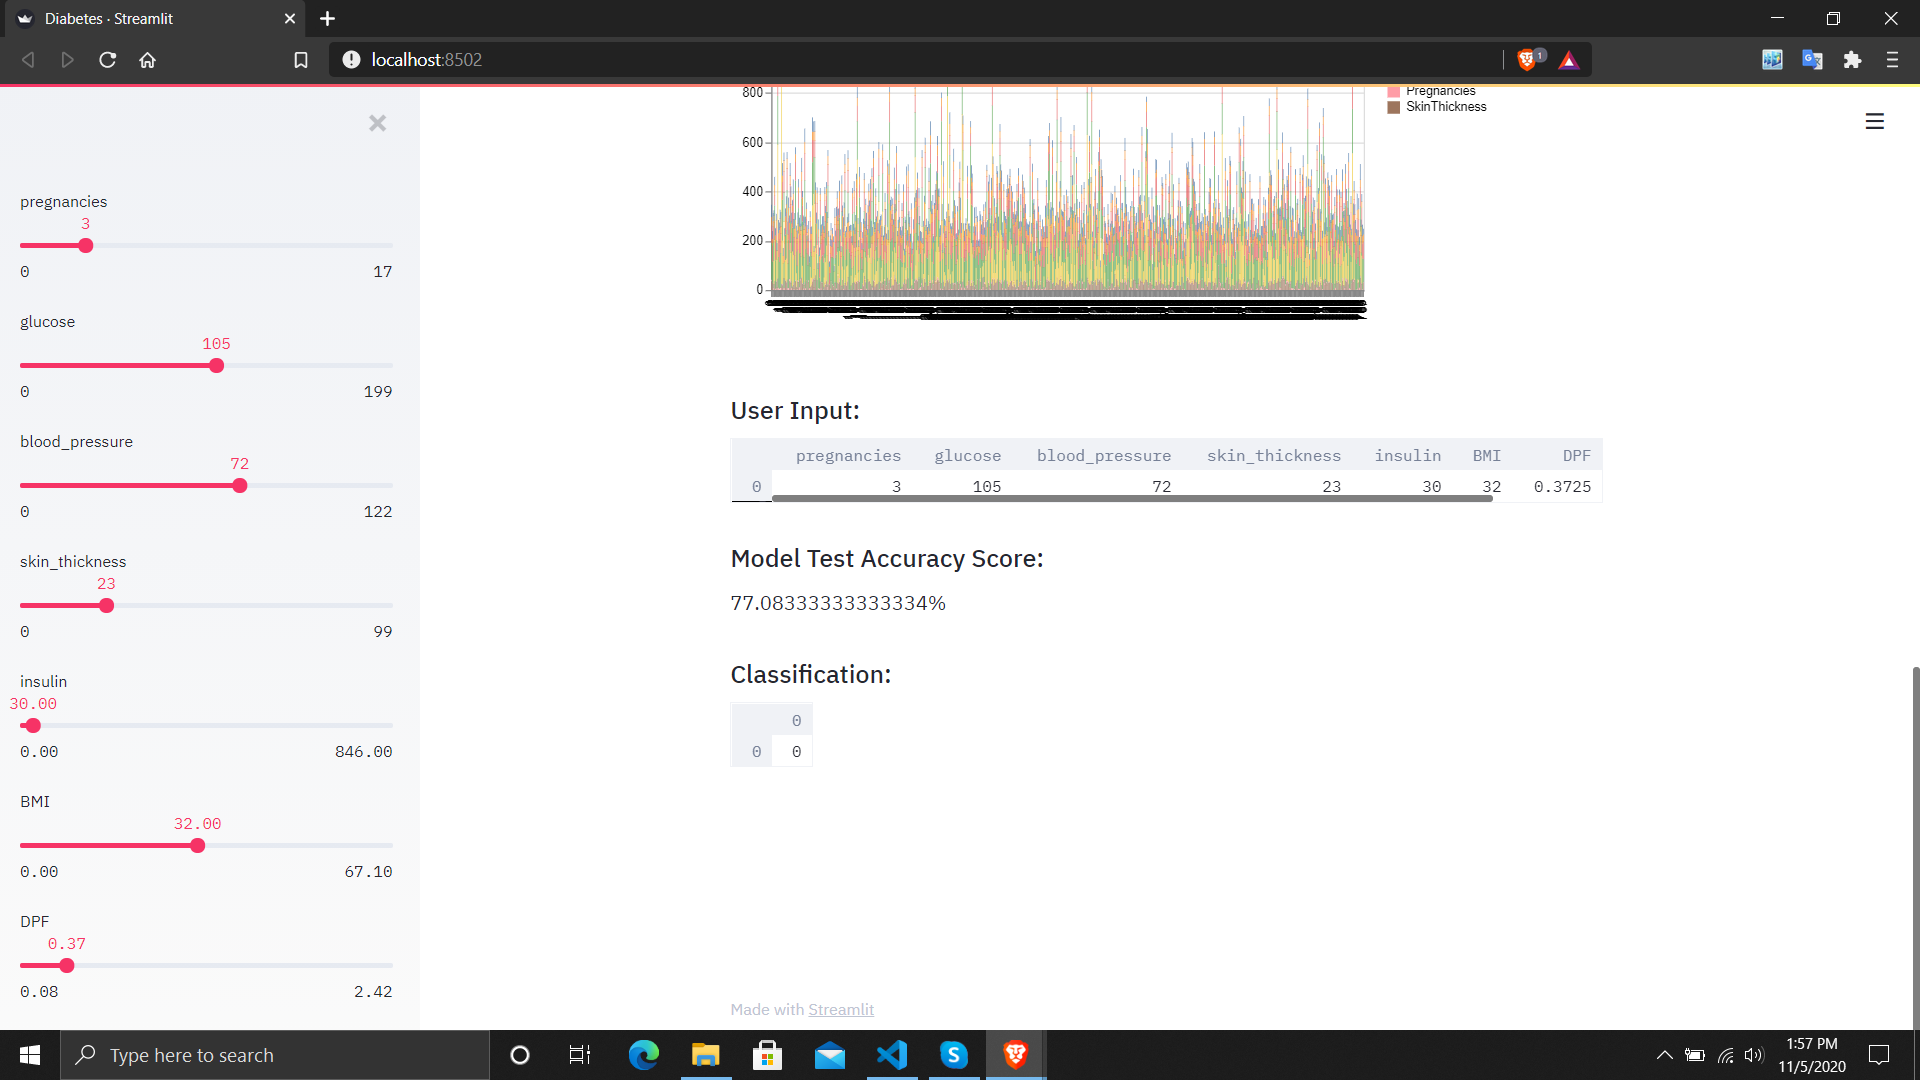 Diabetes · Streamlit
localhost:8502
1
800
600
400
200
0
Pregnancies
SkinThickness
pregnancies
3
0 17
glucose
105
0 199
blood_pressure
72
0 122
skin_thickness
23
0 99
insulin
30.00
0.00 846.00
BMI
32.00
0.00 67.10
DPF
0.37
0.08 2.42
User Input:
pregnancies glucose blood_pressure skin_thickness insulin BMI DPF
0 3 105 72 23 30 32 0.3725
Model Test Accuracy Score:
77.08333333333334%
Classification:
0
0 0
Made with Streamlit
Type here to search
1:57 PM
11/5/2020